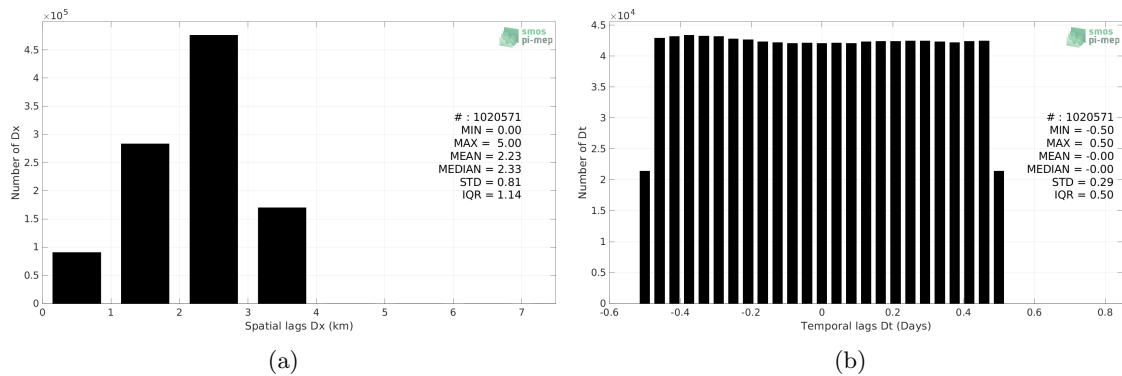 ×10⁵
4.5
4
3.5
3
2.5
2
1.5
1
0.5
0
Number of Dx
0 1 2 3 4 5 6 7
Spatial lags Dx (km)
smos
pi-mep
# : 1020571
MIN = 0.00
MAX = 5.00
MEAN = 2.23
MEDIAN = 2.33
STD = 0.81
IQR = 1.14
(a)
×10⁴
4.5
4
3.5
3
2.5
2
1.5
1
0.5
0
Number of Dt
-0.6 -0.4 -0.2 0 0.2 0.4 0.6 0.8
Temporal lags Dt (Days)
smos
pi-mep
# : 1020571
MIN = -0.50
MAX = 0.50
MEAN = -0.00
MEDIAN = -0.00
STD = 0.29
IQR = 0.50
(b)